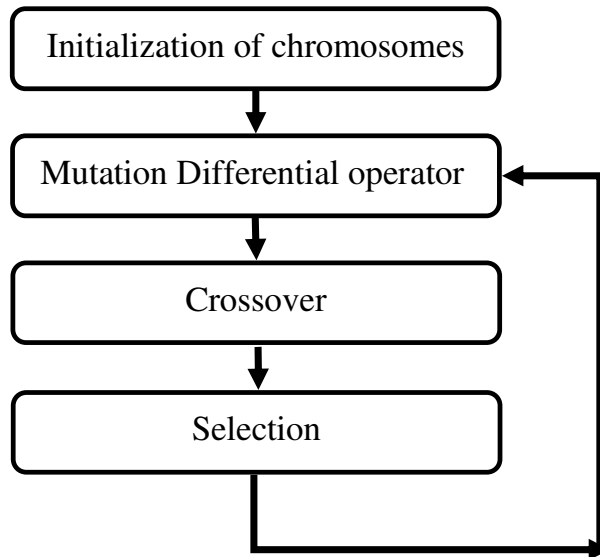 Initialization of chromosomes
Mutation Differential operator
Crossover
Selection